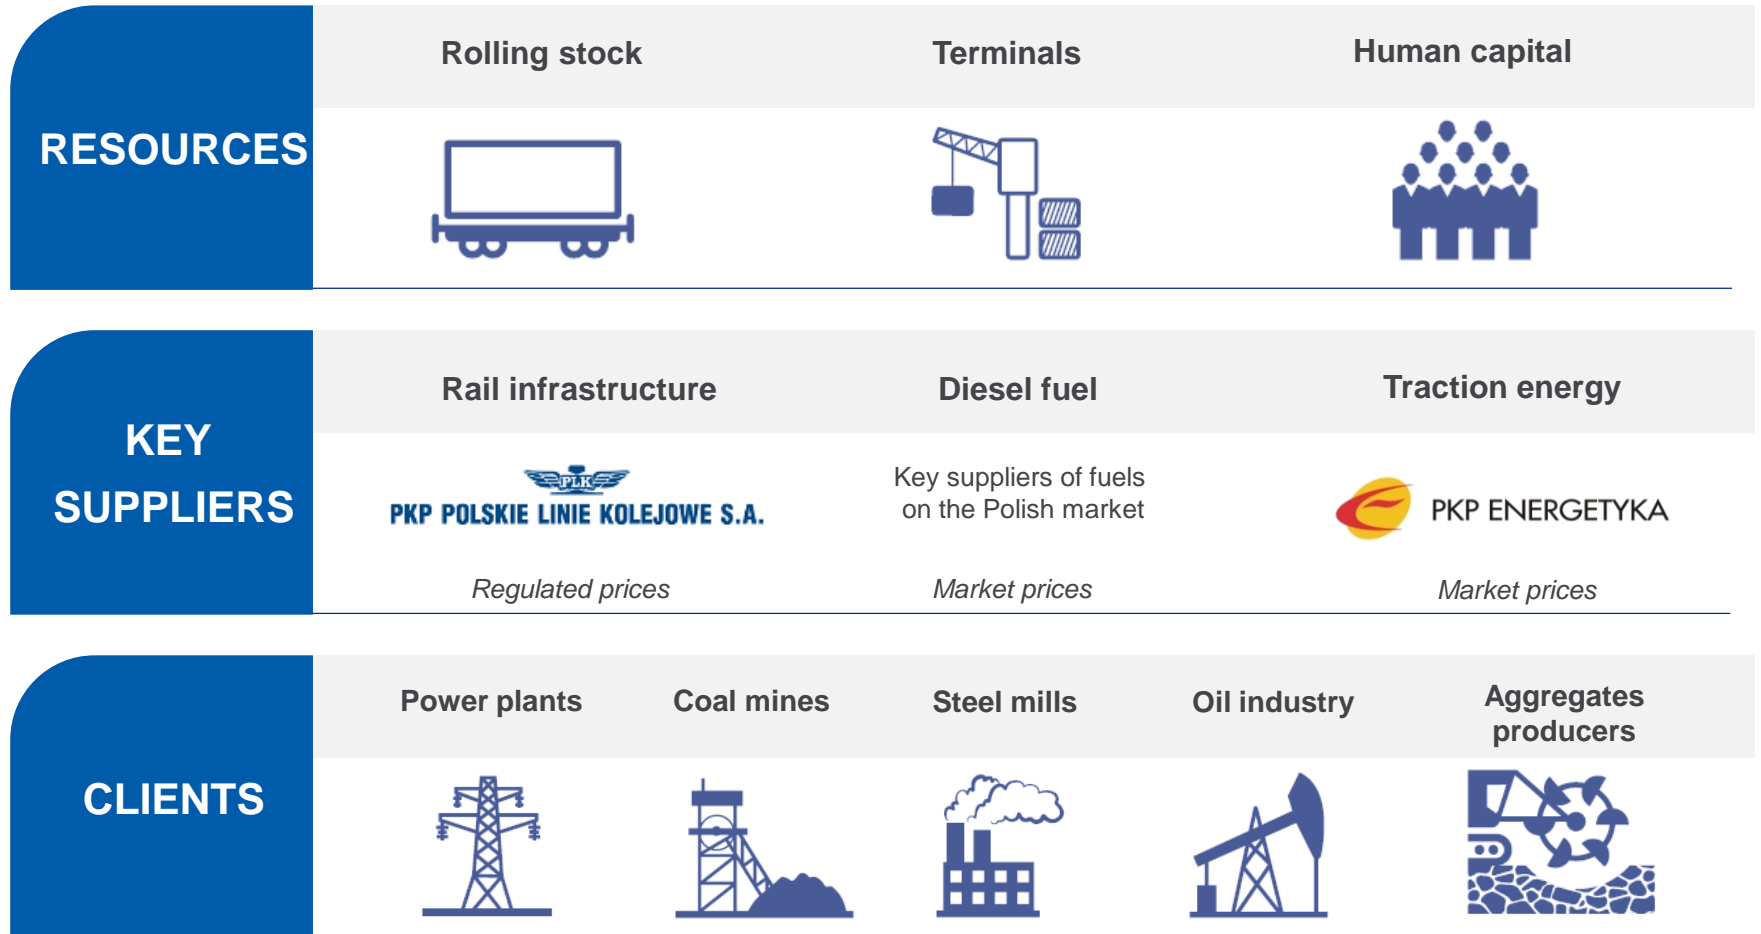 RESOURCES
Rolling stock
Terminals
Human capital
KEY
SUPPLIERS
Rail infrastructure
Diesel fuel
Traction energy
PLK
PKP POLSKIE LINIE KOLEJOWE S.A.
Key suppliers of fuels
on the Polish market
PKP ENERGETYKA
Regulated prices
Market prices
Market prices
CLIENTS
Power plants
Coal mines
Steel mills
Oil industry
Aggregates
producers